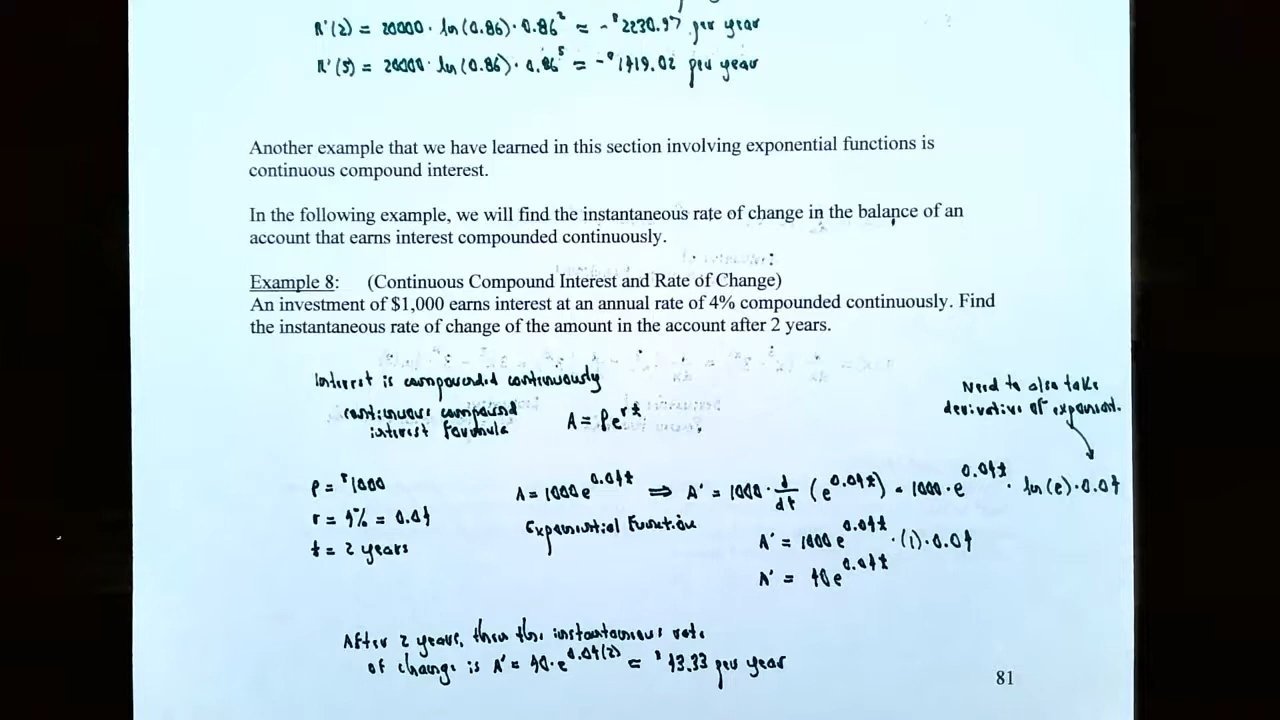 R'(2) = 20000 · ln(0.86) · 0.86² = -$2230.97 per year
R'(5) = 20000 · ln(0.86) · 0.86⁵ = -$1419.02 per year
Another example that we have learned in this section involving exponential functions is
continuous compound interest.
In the following example, we will find the instantaneous rate of change in the balance of an
account that earns interest compounded continuously.
Example 8: (Continuous Compound Interest and Rate of Change)
An investment of $1,000 earns interest at an annual rate of 4% compounded continuously. Find
the instantaneous rate of change of the amount in the account after 2 years.
Interest is compounded continuously
Need to also take
derivative of exponent.
continuous compound
interest formula
A = Pe^{rt}
P = $1000
r = 4% = 0.04
t = 2 years
A = 1000e^{0.04t} ⇒ A' = 1000 · d/dt (e^{0.04t}) = 1000 · e^{0.04t} · ln(e) · 0.04
Exponential Function
A' = 1000e^{0.04t} · (1) · 0.04
A' = 40e^{0.04t}
After 2 years, then the instantaneous rate
of change is A' = 40 · e^{0.04(2)} = $43.33 per year
81